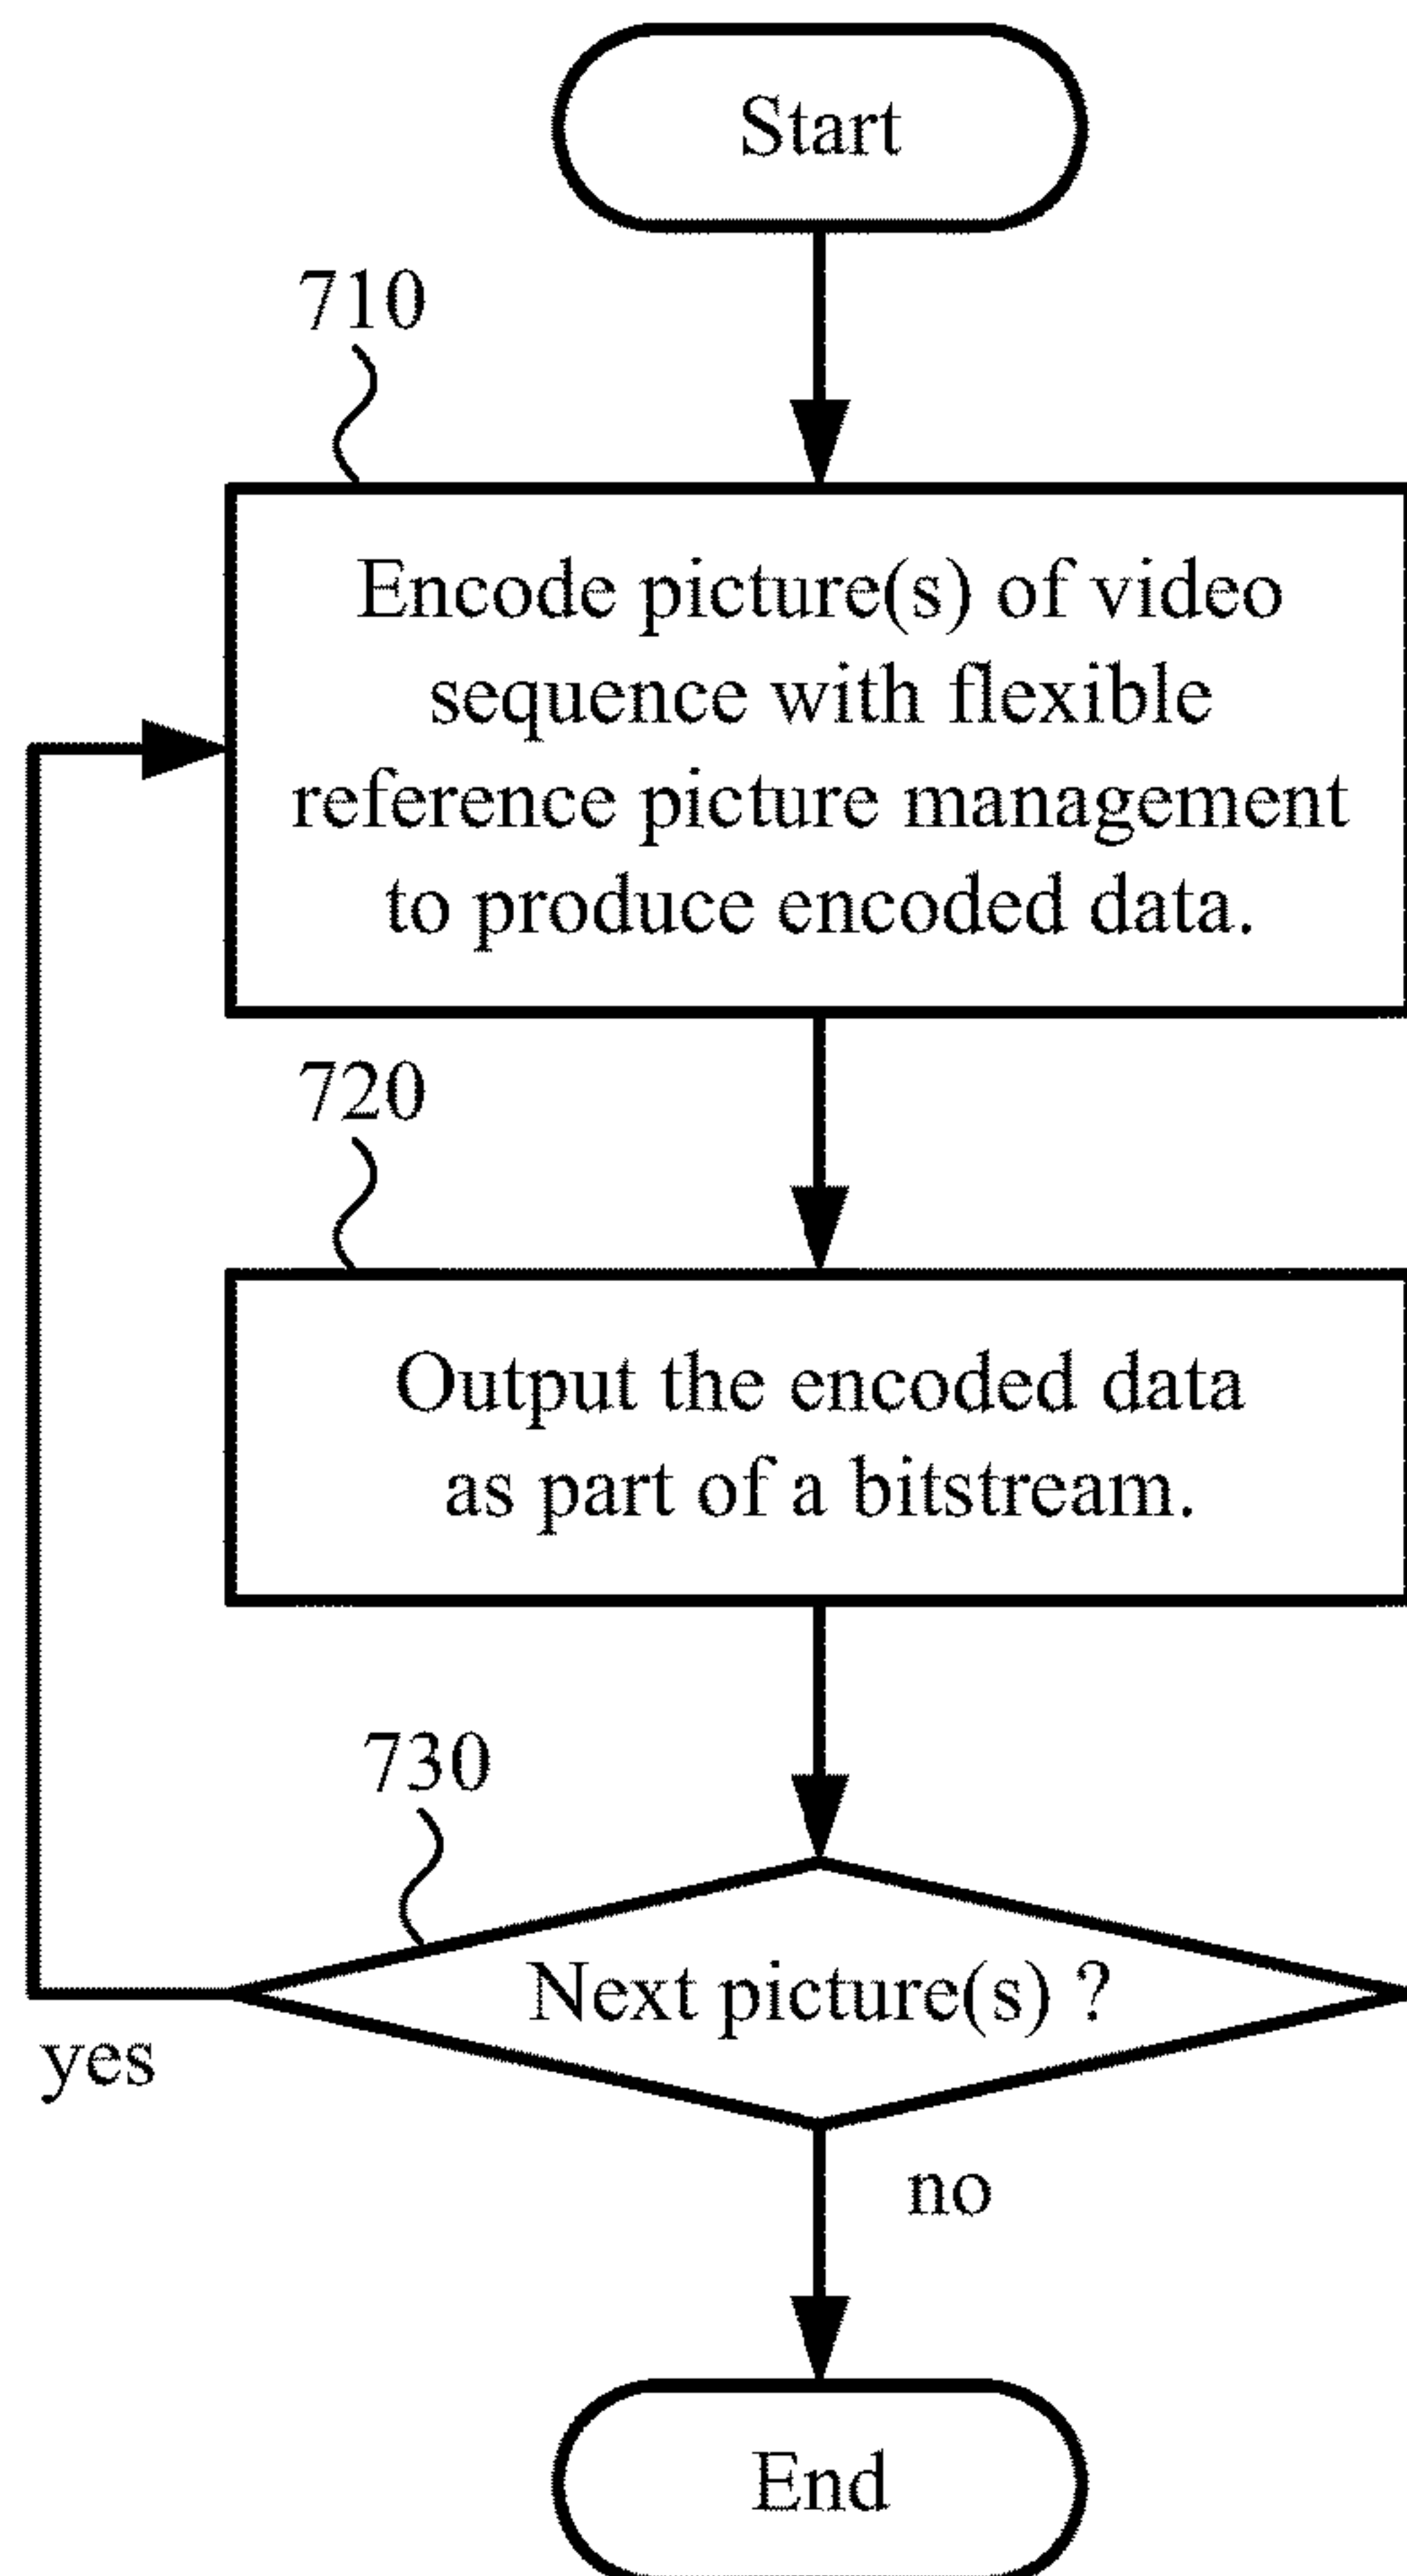 Start
710
Encode picture(s) of video
sequence with flexible
reference picture management
to produce encoded data.
720
Output the encoded data
as part of a bitstream.
730
Next picture(s) ?
yes
no
End